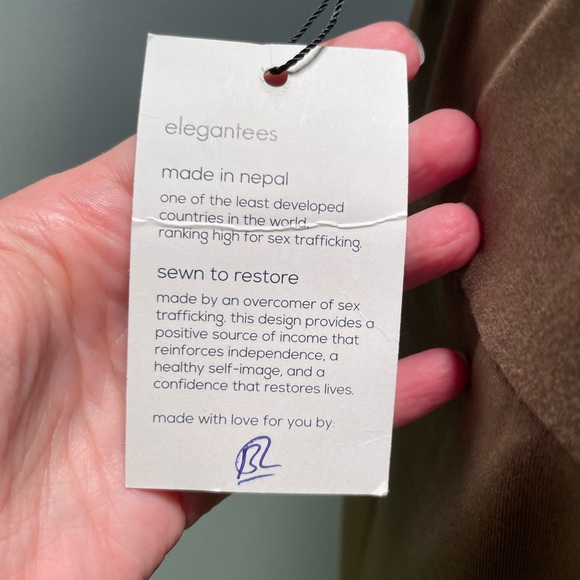 elegantees
made in nepal
one of the least developed
countries in the world,
ranking high for sex trafficking.
sewn to restore
made by an overcomer of sex
trafficking. this design provides a
positive source of income that
reinforces independence, a
healthy self-image, and a
confidence that restores lives.
made with love for you by: